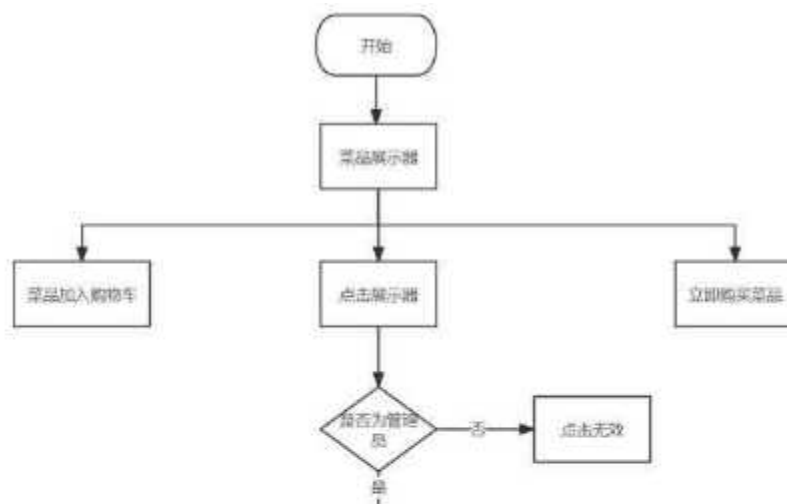 开始
菜品展示器
菜品加入购物车
点击展示器
立即购买菜品
是否为管理
员
否
点击无效
是